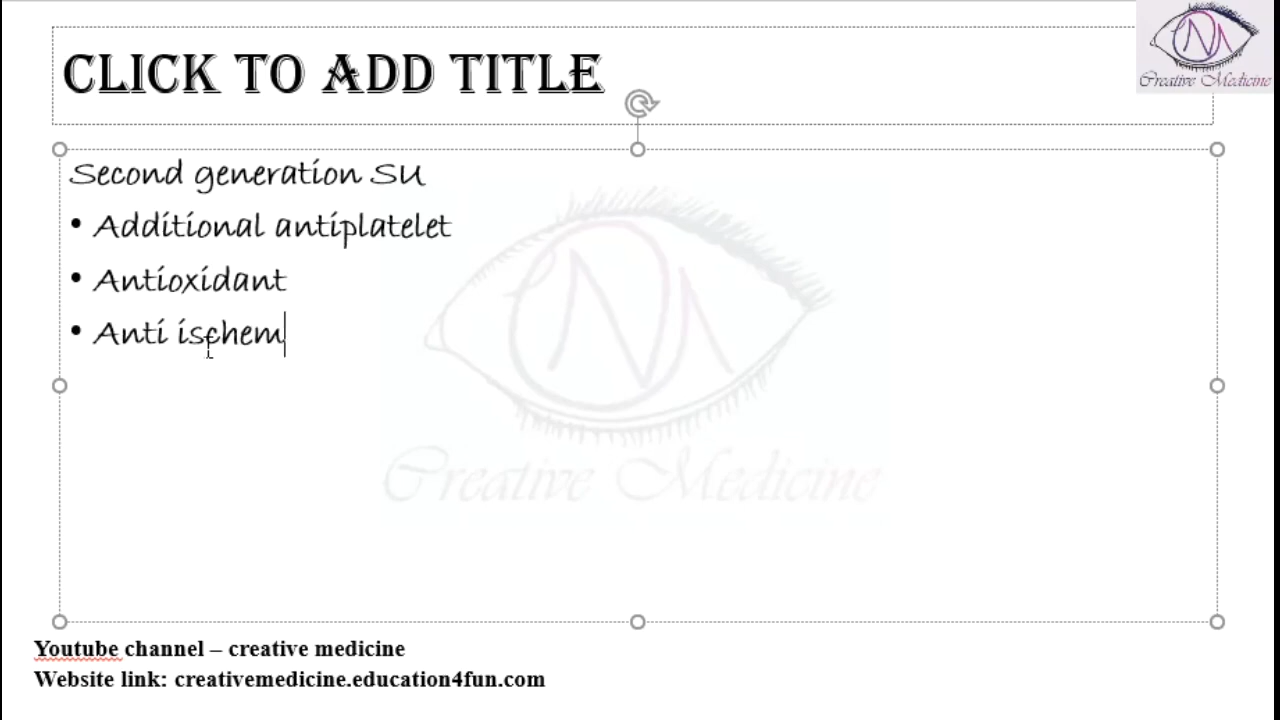 CLICK TO ADD TITLE
Creative Medicine
Second generation SU
• Additional antiplatelet
• Antioxidant
• Anti ischem
Creative Medicine
Youtube channel – creative medicine
Website link: creativemedicine.education4fun.com